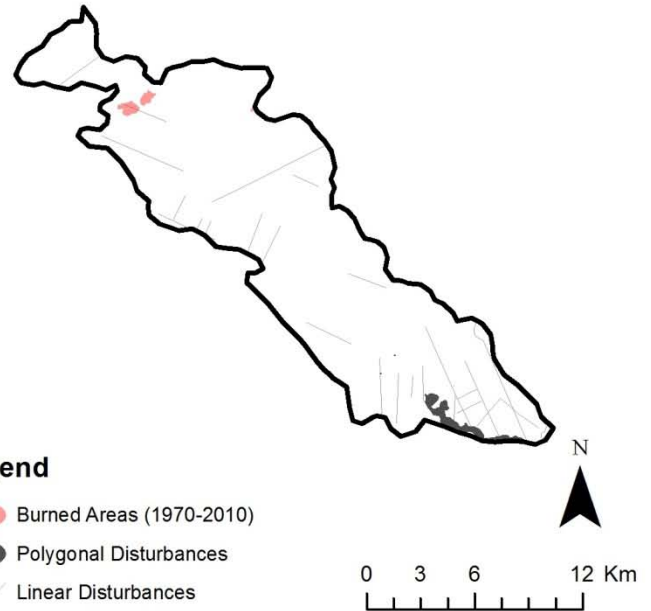 end
Burned Areas (1970-2010)
Polygonal Disturbances
Linear Disturbances
N
0 3 6 12 Km